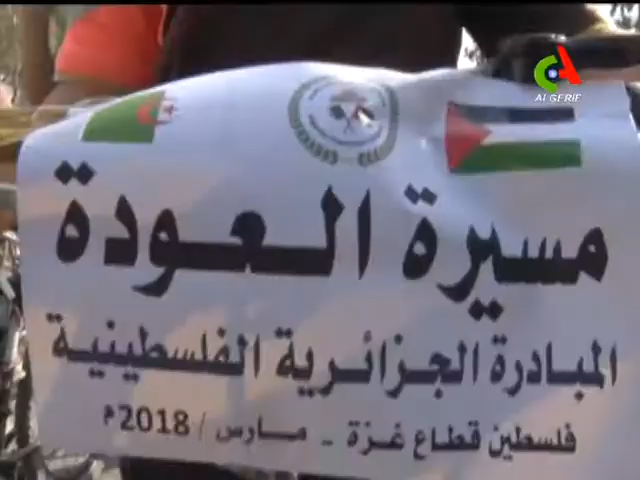 ALGERIE
مسيرة العودة
المبادرة الجزائرية الفلسطينية
فلسطين قطاع غزة - مارس / 2018م